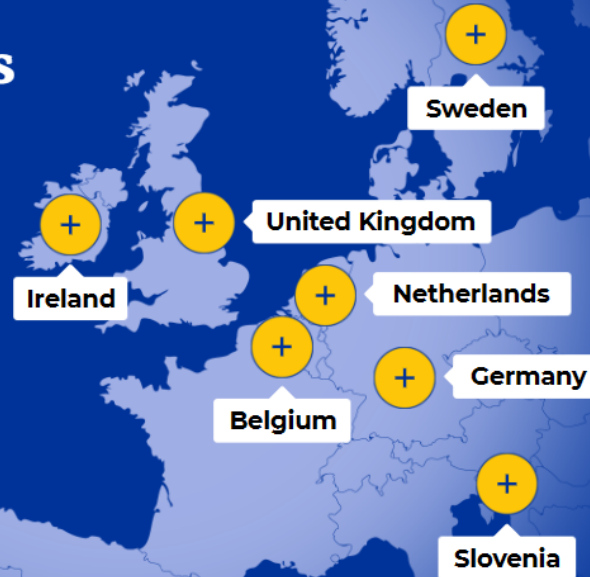 s
Sweden
United Kingdom
Ireland
Netherlands
Germany
Belgium
Slovenia